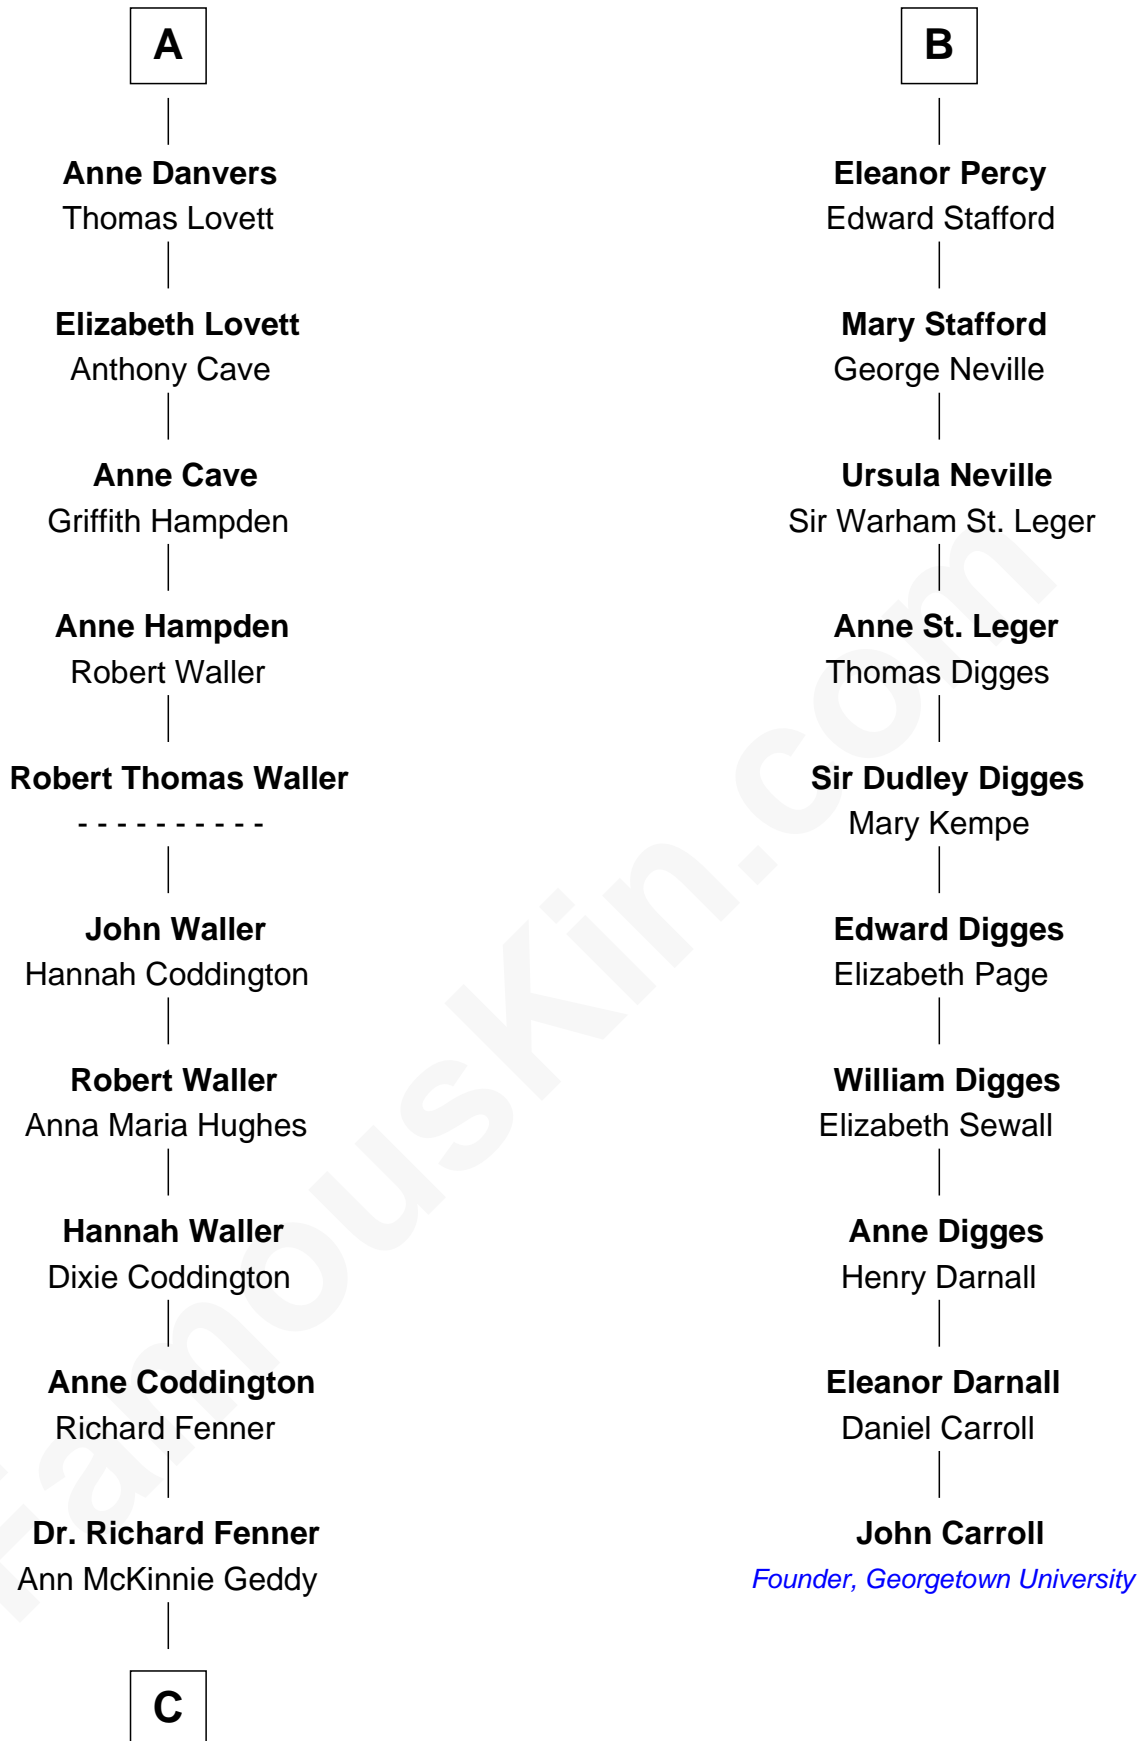 A
Anne Danvers
Thomas Lovett
Elizabeth Lovett
Anthony Cave
Anne Cave
Griffith Hampden
Anne Hampden
Robert Waller
Robert Thomas Waller
- - - - - - - - - -
John Waller
Hannah Coddington
Robert Waller
Anna Maria Hughes
Hannah Waller
Dixie Coddington
Anne Coddington
Richard Fenner
Dr. Richard Fenner
Ann McKinnie Geddy
C
B
Eleanor Percy
Edward Stafford
Mary Stafford
George Neville
Ursula Neville
Sir Warham St. Leger
Anne St. Leger
Thomas Digges
Sir Dudley Digges
Mary Kempe
Edward Digges
Elizabeth Page
William Digges
Elizabeth Sewall
Anne Digges
Henry Darnall
Eleanor Darnall
Daniel Carroll
John Carroll
Founder, Georgetown University
FamousKin.com